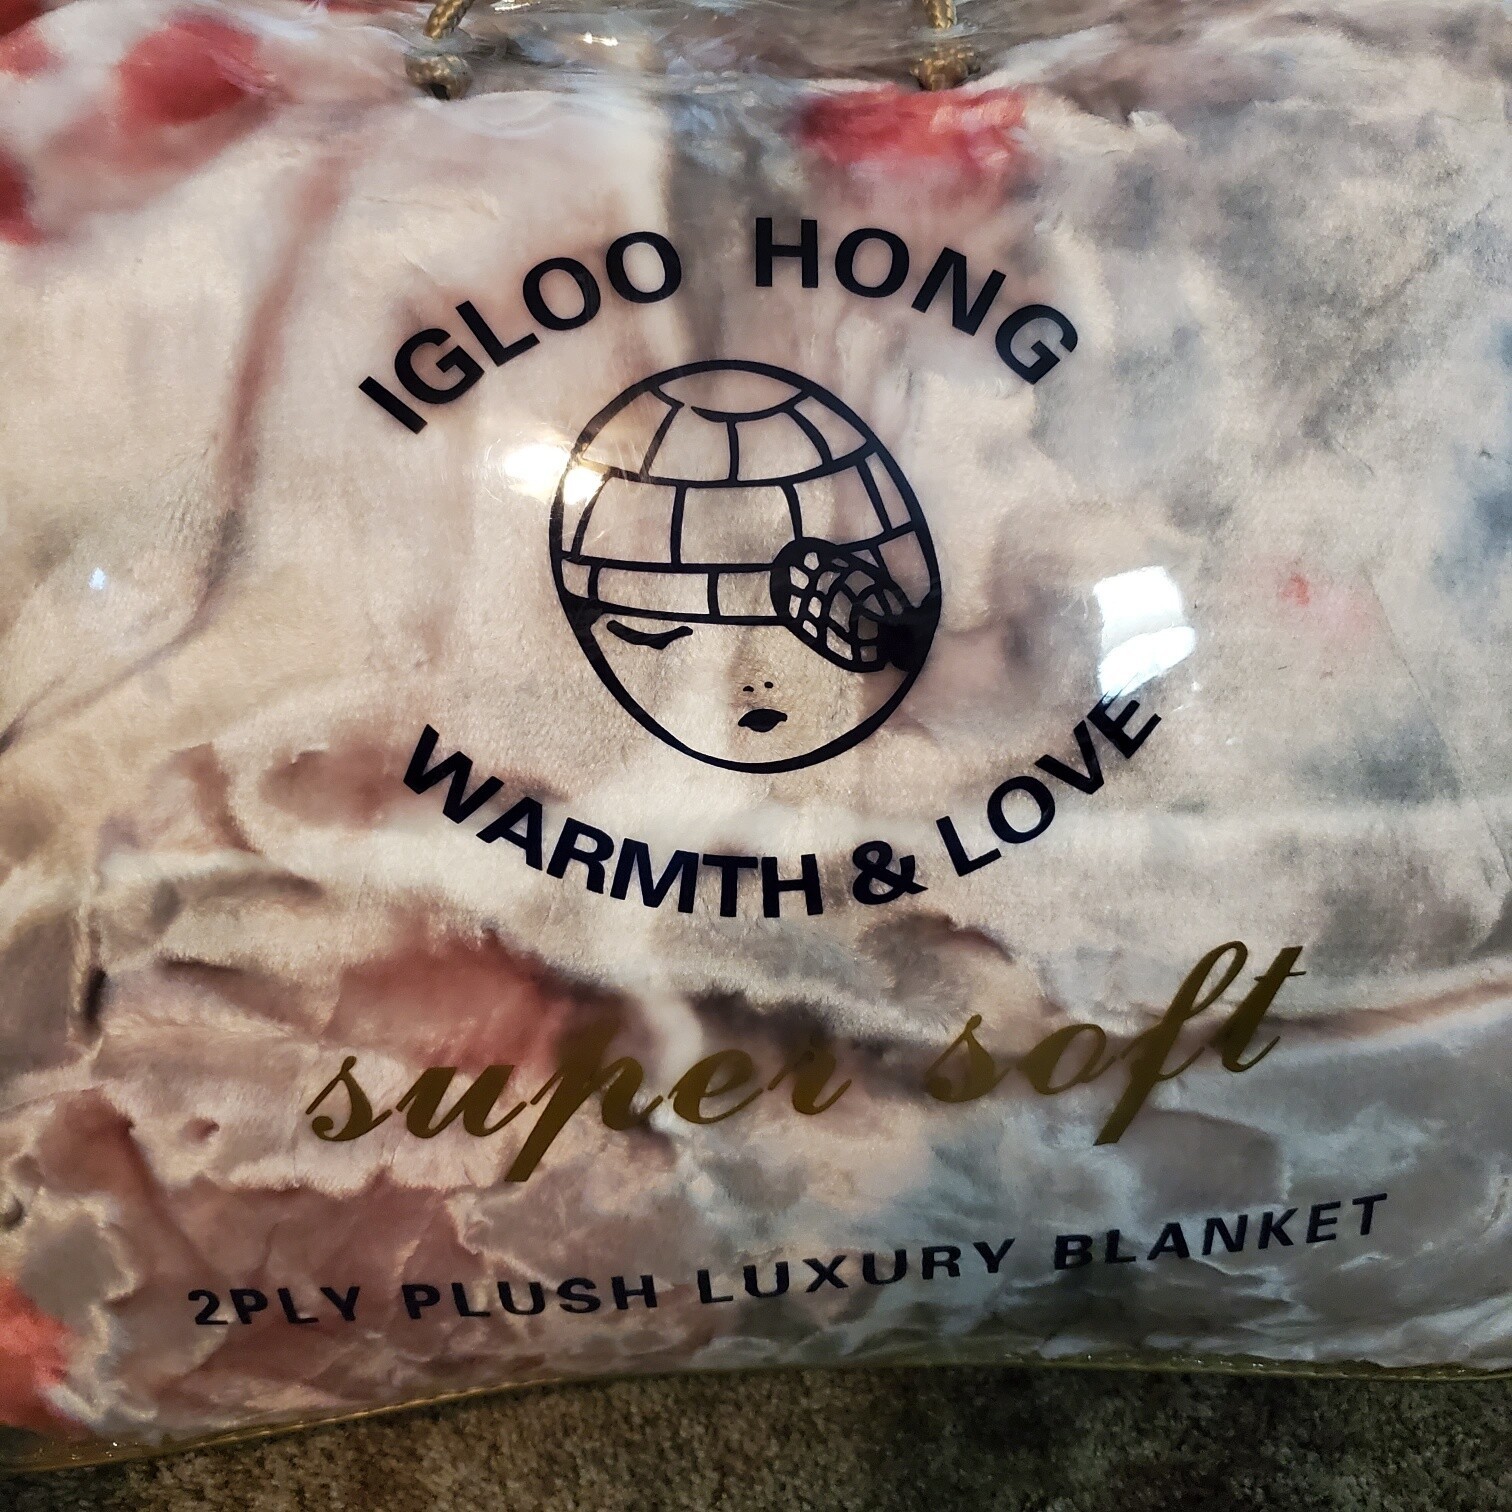 IGLOO HONG
WARMTH & LOVE
super soft
2PLY PLUSH LUXURY BLANKET